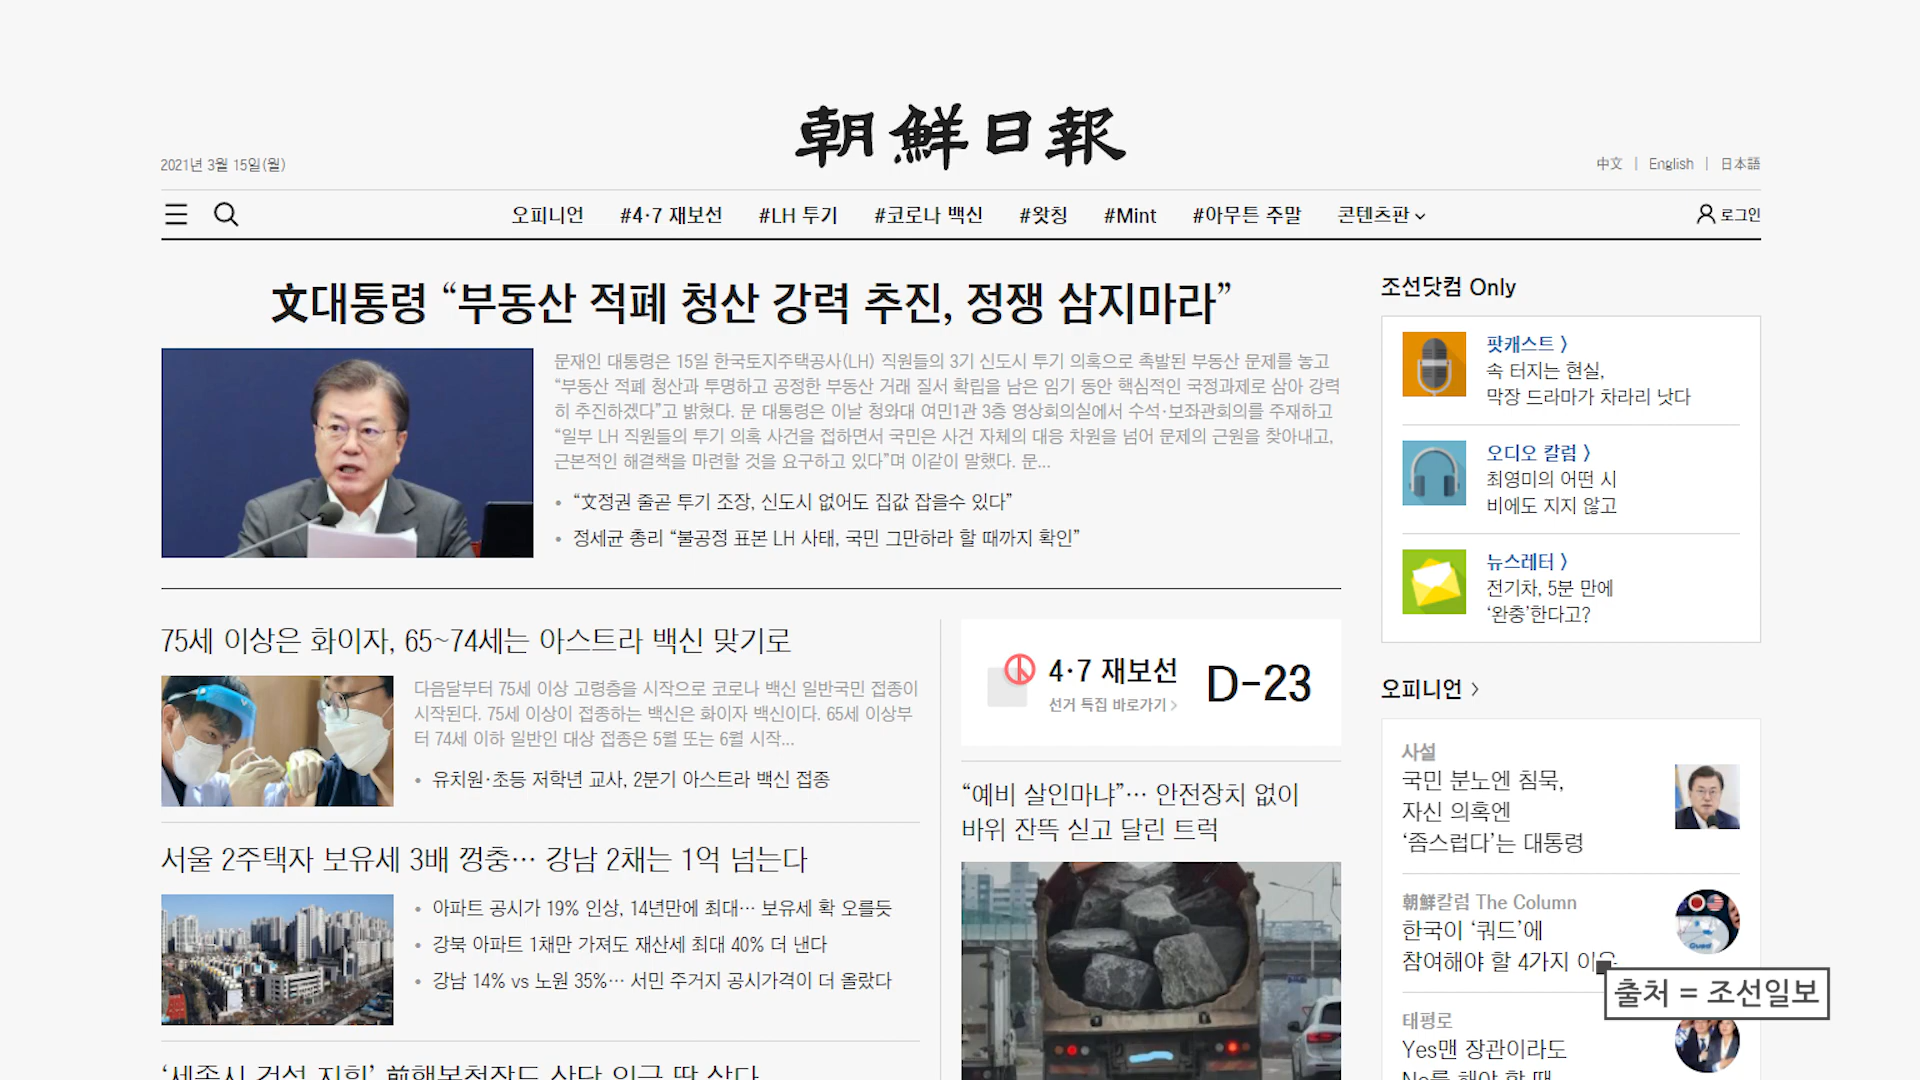 朝鮮日報
2021년 3월 15일(월)
中文 | English | 日本語
오피니언 #4·7 재보선 #LH 투기 #코로나 백신 #왓칭 #Mint #아무튼 주말 콘텐츠판
로그인
文대통령 “부동산 적폐 청산 강력 추진, 정쟁 삼지마라”
문재인 대통령은 15일 한국토지주택공사(LH) 직원들의 3기 신도시 투기 의혹으로 촉발된 부동산 문제를 놓고
“부동산 적폐 청산과 투명하고 공정한 부동산 거래 질서 확립을 남은 임기 동안 핵심적인 국정과제로 삼아 강력
히 추진하겠다”고 밝혔다. 문 대통령은 이날 청와대 여민1관 3층 영상회의실에서 수석·보좌관회의를 주재하고
“일부 LH 직원들의 투기 의혹 사건을 접하면서 국민은 사건 자체의 대응 차원을 넘어 문제의 근원을 찾아내고,
근본적인 해결책을 마련할 것을 요구하고 있다”며 이같이 말했다. 문...
• “文정권 줄곧 투기 조장, 신도시 없어도 집값 잡을수 있다”
• 정세균 총리 “불공정 표본 LH 사태, 국민 그만하라 할 때까지 확인”
75세 이상은 화이자, 65~74세는 아스트라 백신 맞기로
다음달부터 75세 이상 고령층을 시작으로 코로나 백신 일반국민 접종이
시작된다. 75세 이상이 접종하는 백신은 화이자 백신이다. 65세 이상부
터 74세 이하 일반인 대상 접종은 5월 또는 6월 시작...
• 유치원·초등 저학년 교사, 2분기 아스트라 백신 접종
서울 2주택자 보유세 3배 껑충… 강남 2채는 1억 넘는다
• 아파트 공시가 19% 인상, 14년만에 최대… 보유세 확 오를듯
• 강북 아파트 1채만 가져도 재산세 최대 40% 더 낸다
• 강남 14% vs 노원 35%… 서민 주거지 공시가격이 더 올랐다
‘세종시 건설 지휘’ 前행복청장도 산단 인근 땅 샀다
4·7 재보선
선거 특집 바로가기 >
D-23
“예비 살인마냐”… 안전장치 없이
바위 잔뜩 싣고 달린 트럭
조선닷컴 Only
팟캐스트 〉
속 터지는 현실,
막장 드라마가 차라리 낫다
오디오 칼럼 〉
최영미의 어떤 시
비에도 지지 않고
뉴스레터 〉
전기차, 5분 만에
‘완충’한다고?
오피니언 >
사설
국민 분노엔 침묵,
자신 의혹엔
‘좀스럽다’는 대통령
朝鮮칼럼 The Column
한국이 ‘쿼드’에
참여해야 할 4가지 이유
출처 = 조선일보
태평로
Yes맨 장관이라도
No를 해야 할 때